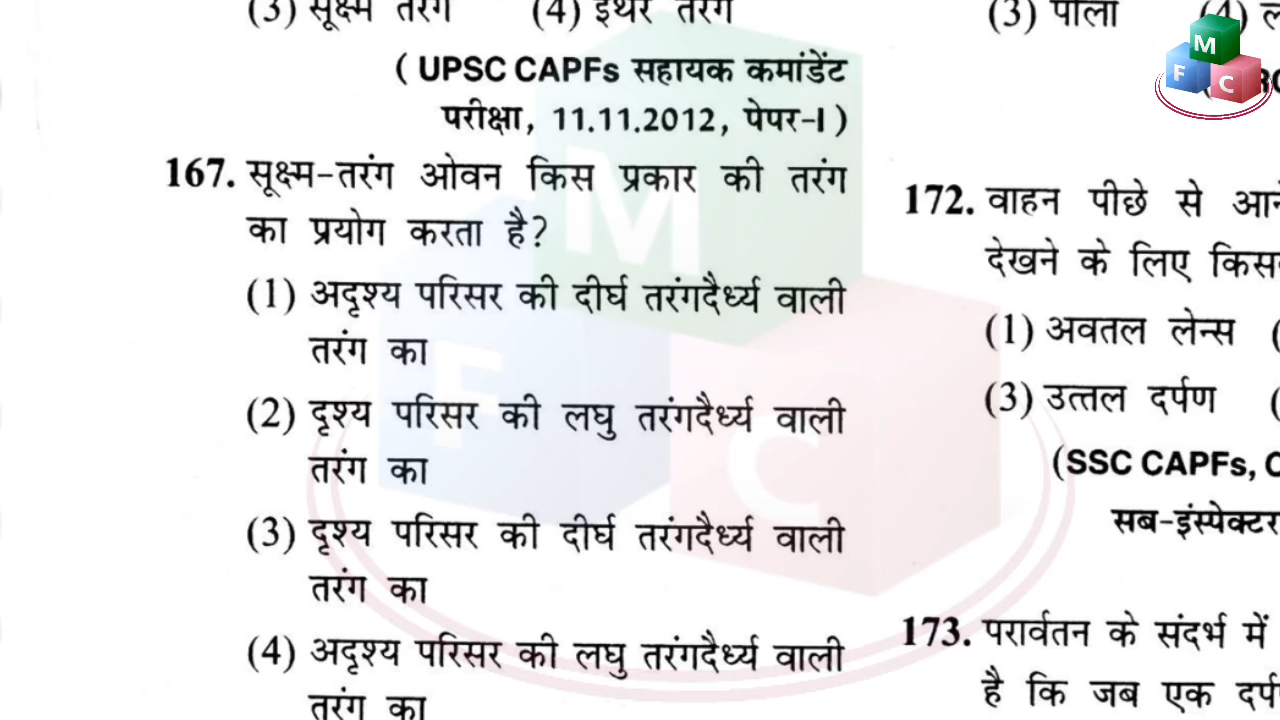 (3) सूक्ष्म तरंग (4) इथर तरंग
( UPSC CAPFs सहायक कमांडेंट
परीक्षा, 11.11.2012, पेपर-I )
167. सूक्ष्म-तरंग ओवन किस प्रकार की तरंग
का प्रयोग करता है?
(1) अदृश्य परिसर की दीर्घ तरंगदैर्ध्य वाली
तरंग का
(2) दृश्य परिसर की लघु तरंगदैर्ध्य वाली
तरंग का
(3) दृश्य परिसर की दीर्घ तरंगदैर्ध्य वाली
तरंग का
(4) अदृश्य परिसर की लघु तरंगदैर्ध्य वाली
तरंग का
(3) पीला (4)
172. वाहन पीछे से
देखने के लिए
(1) अवतल लेन्स
(3) उत्तल दर्पण
(SSC CAPFs,
सब-इंस्पेक्टर
173. परार्वतन के संदर्भ में
है कि जब एक
M
F
C
M
F
C